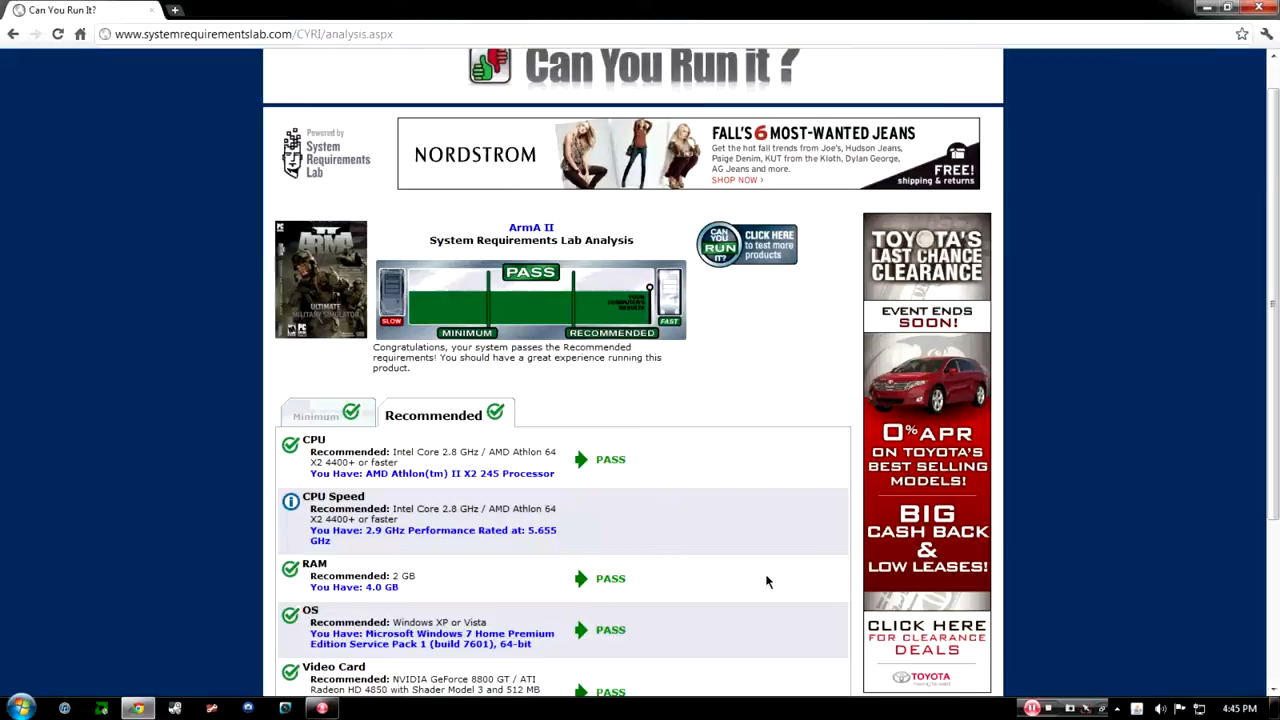 Can You Run It?
www.systemrequirementslab.com/CYRI/analysis.aspx
Can You Run it ?
Powered by
System
Requirements
Lab
NORDSTROM
FALL'S 6 MOST-WANTED JEANS
Get the hot fall trends from Joe's, Hudson Jeans,
Paige Denim, KUT from the Kloth, Dylan George,
AG Jeans and more.
SHOP NOW >
FREE!
shipping & returns
ArmA II
System Requirements Lab Analysis
ARMA
II
ULTIMATE
MILITARY SIMULATOR
PC
PASS
YOUR
COMPUTER'S
RESULTS
SLOW
FAST
MINIMUM
RECOMMENDED
CAN
YOU
RUN
IT?
CLICK HERE
to test more
products
Congratulations, your system passes the Recommended
requirements! You should have a great experience running this
product.
Minimum
Recommended
CPU
Recommended: Intel Core 2.8 GHz / AMD Athlon 64
X2 4400+ or faster
You Have: AMD Athlon(tm) II X2 245 Processor
PASS
CPU Speed
Recommended: Intel Core 2.8 GHz / AMD Athlon 64
X2 4400+ or faster
You Have: 2.9 GHz Performance Rated at: 5.655
GHz
RAM
Recommended: 2 GB
You Have: 4.0 GB
PASS
OS
Recommended: Windows XP or Vista
You Have: Microsoft Windows 7 Home Premium
Edition Service Pack 1 (build 7601), 64-bit
PASS
Video Card
Recommended: NVIDIA GeForce 8800 GT / ATI
Radeon HD 4850 with Shader Model 3 and 512 MB
PASS
TOYOTA'S
LAST CHANCE
CLEARANCE
EVENT ENDS
SOON!
0% APR
ON TOYOTA'S
BEST SELLING
MODELS!
BIG
CASH BACK
&
LOW LEASES!
CLICK HERE
FOR CLEARANCE
DEALS
TOYOTA
4:45 PM